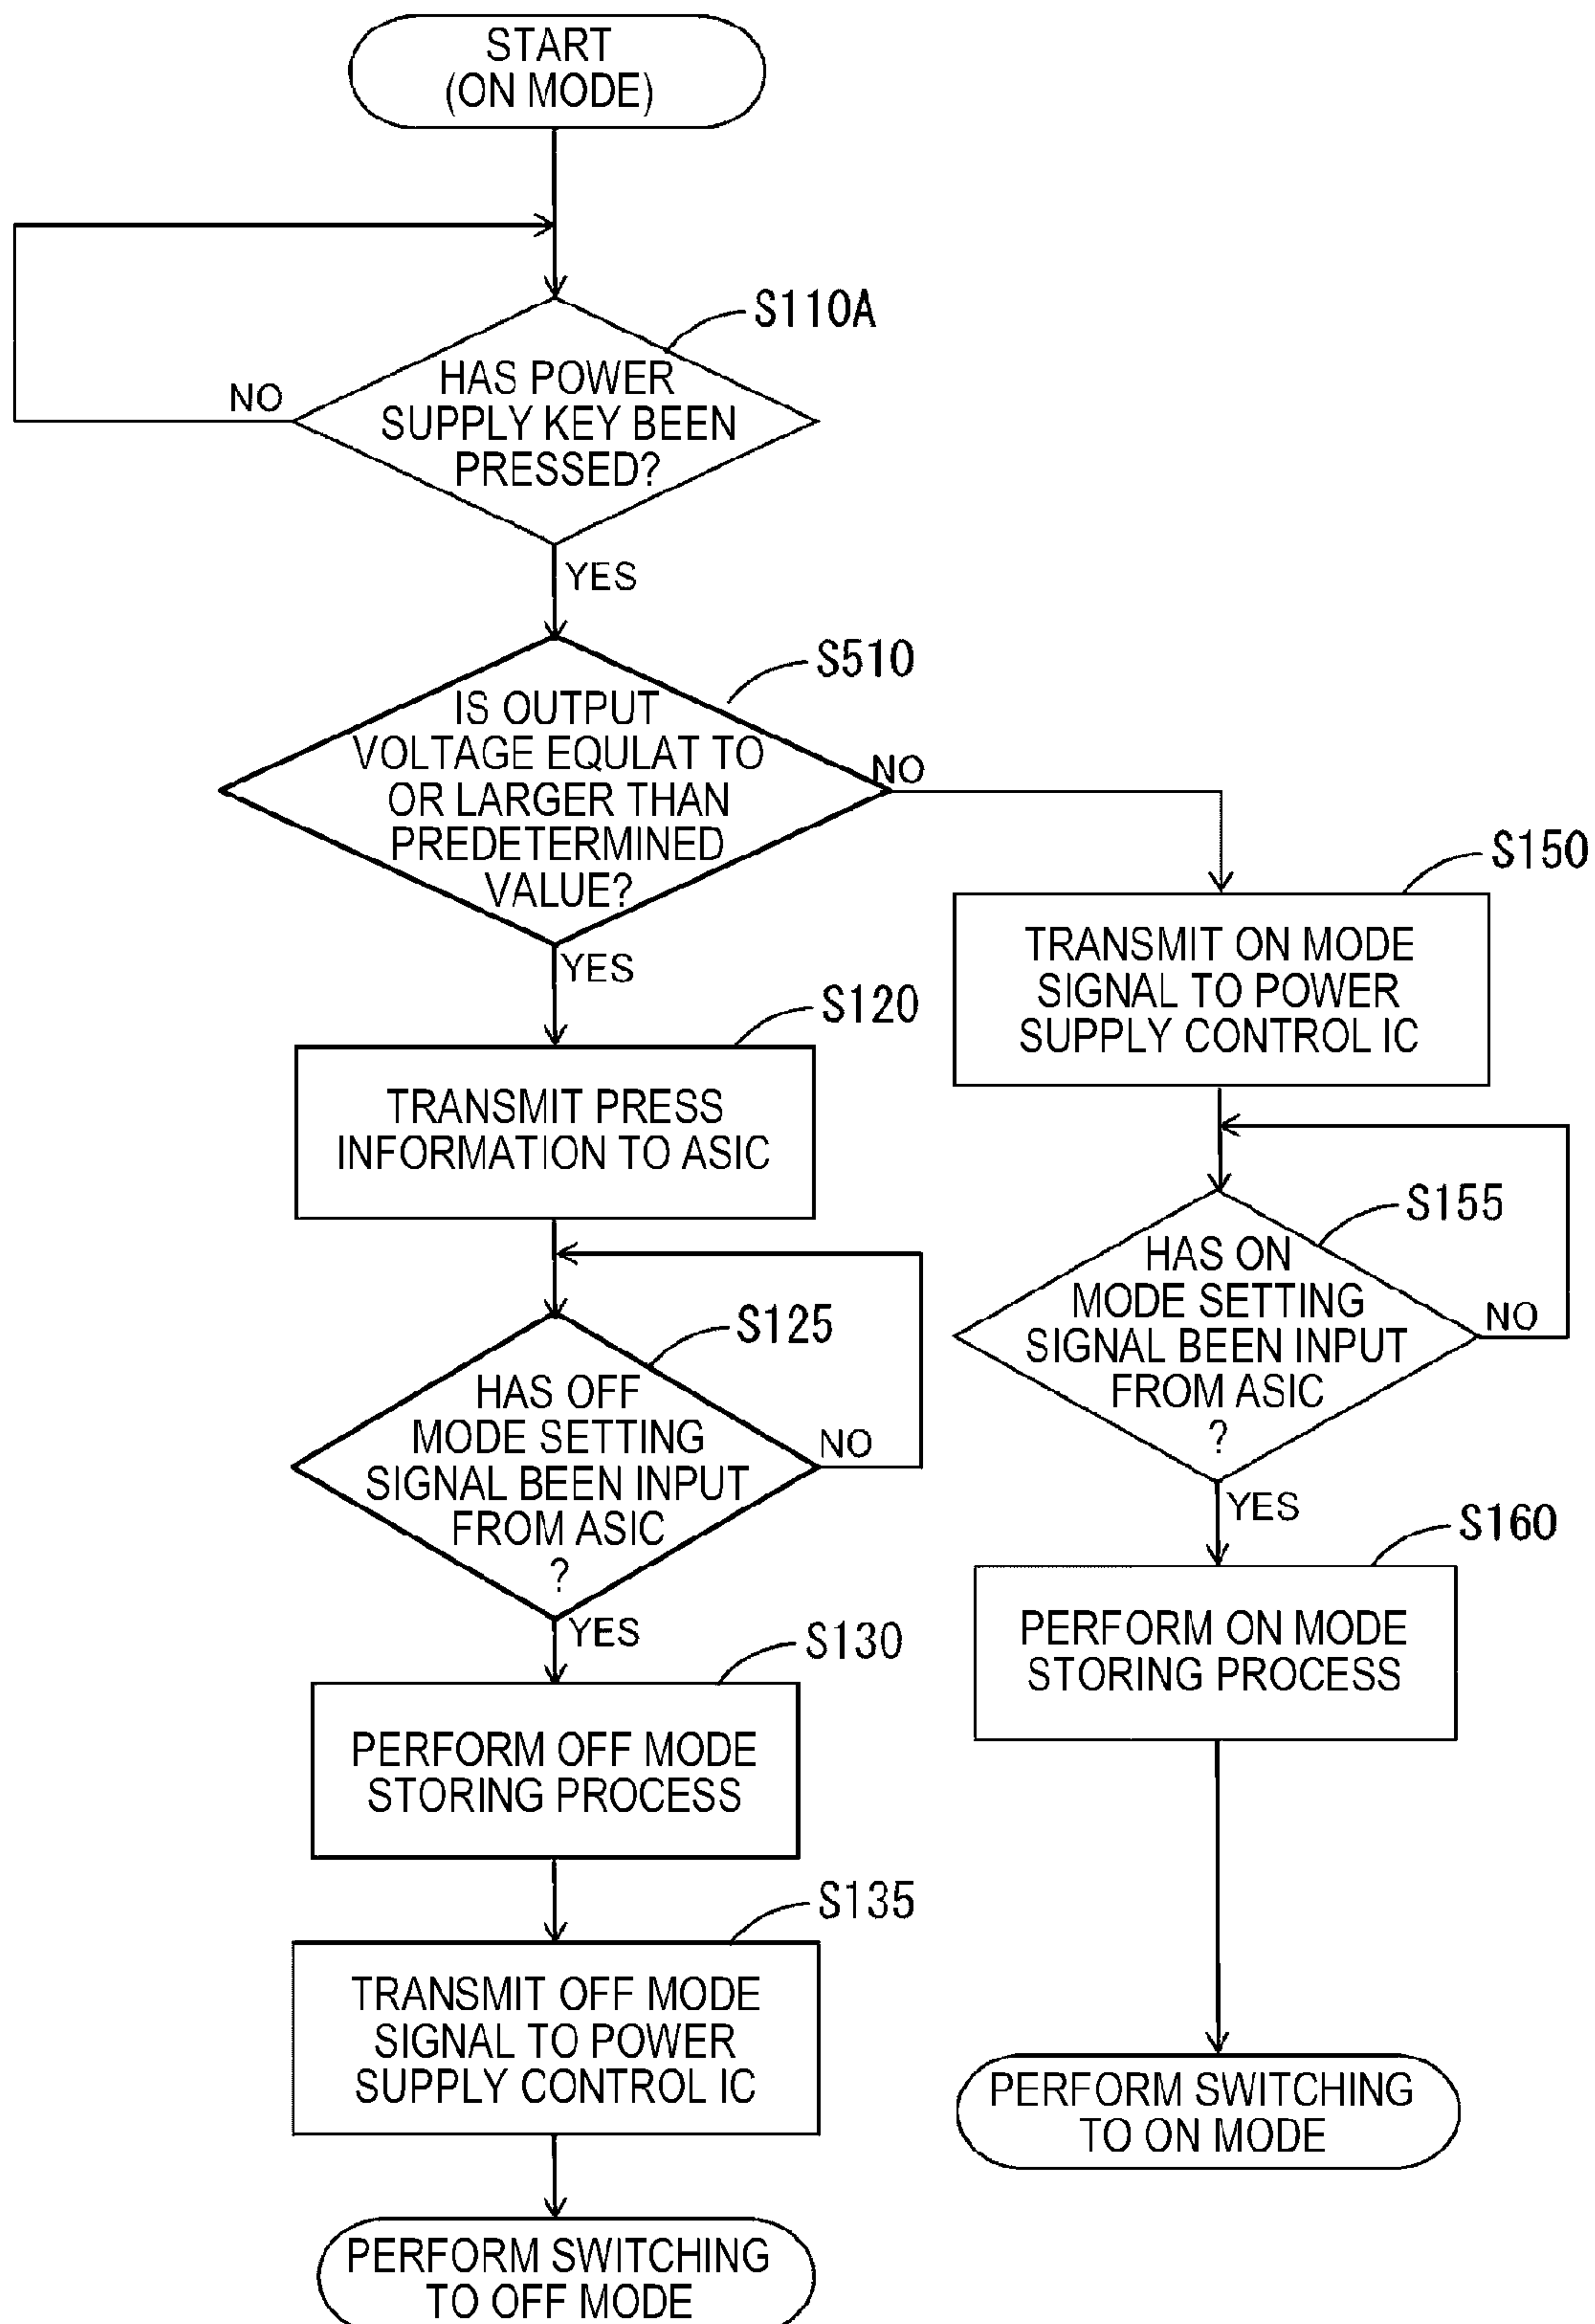 START
(ON MODE)
S110A
HAS POWER
SUPPLY KEY BEEN
PRESSED?
NO
YES
S510
IS OUTPUT
VOLTAGE EQULAT TO
OR LARGER THAN
PREDETERMINED
VALUE?
NO
YES
S120
TRANSMIT PRESS
INFORMATION TO ASIC
S125
HAS OFF
MODE SETTING
SIGNAL BEEN INPUT
FROM ASIC
?
NO
YES
S130
PERFORM OFF MODE
STORING PROCESS
S135
TRANSMIT OFF MODE
SIGNAL TO POWER
SUPPLY CONTROL IC
PERFORM SWITCHING
TO OFF MODE
S150
TRANSMIT ON MODE
SIGNAL TO POWER
SUPPLY CONTROL IC
S155
HAS ON
MODE SETTING
SIGNAL BEEN INPUT
FROM ASIC
?
NO
YES
S160
PERFORM ON MODE
STORING PROCESS
PERFORM SWITCHING
TO ON MODE